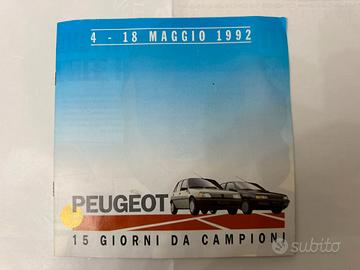 4 - 18 MAGGIO 1992
PEUGEOT
15 GIORNI DA CAMPIONI
subito